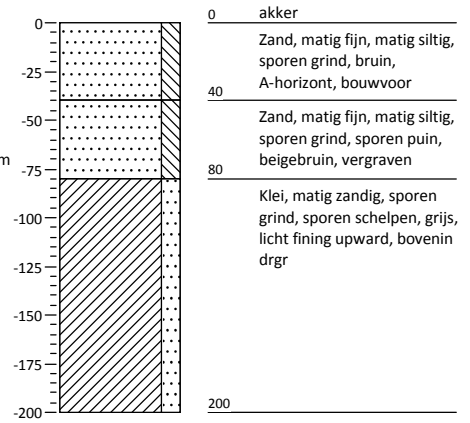 0
-25
-50
m
-75
-100
-125
-150
-175
-200
0 akker
Zand, matig fijn, matig siltig,
sporen grind, bruin,
A-horizont, bouwvoor
40
Zand, matig fijn, matig siltig,
sporen grind, sporen puin,
beigebruin, vergraven
80
Klei, matig zandig, sporen
grind, sporen schelpen, grijs,
licht fining upward, bovenin
drgr
200